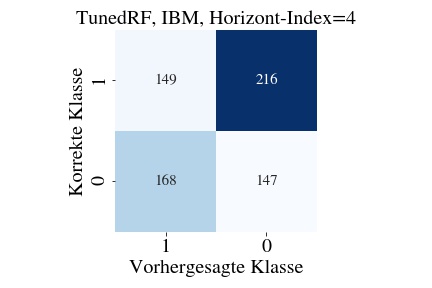 TunedRF, IBM, Horizont-Index=4
Korrekte Klasse
1
149
216
0
168
147
1
0
Vorhergesagte Klasse